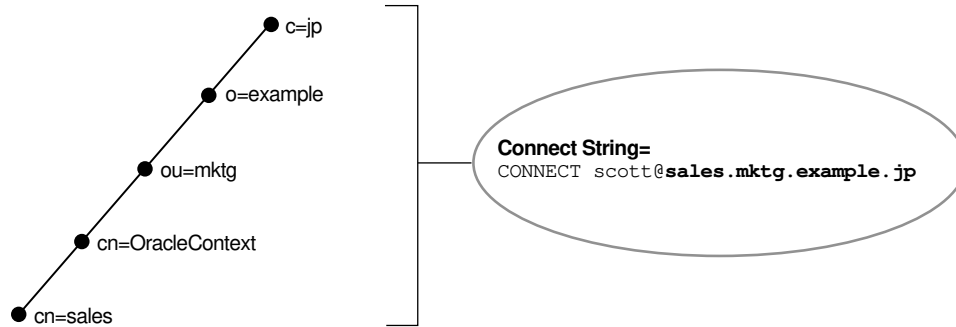 c=jp
o=example
ou=mktg
cn=OracleContext
cn=sales
Connect String=
CONNECT scott@sales.mktg.example.jp